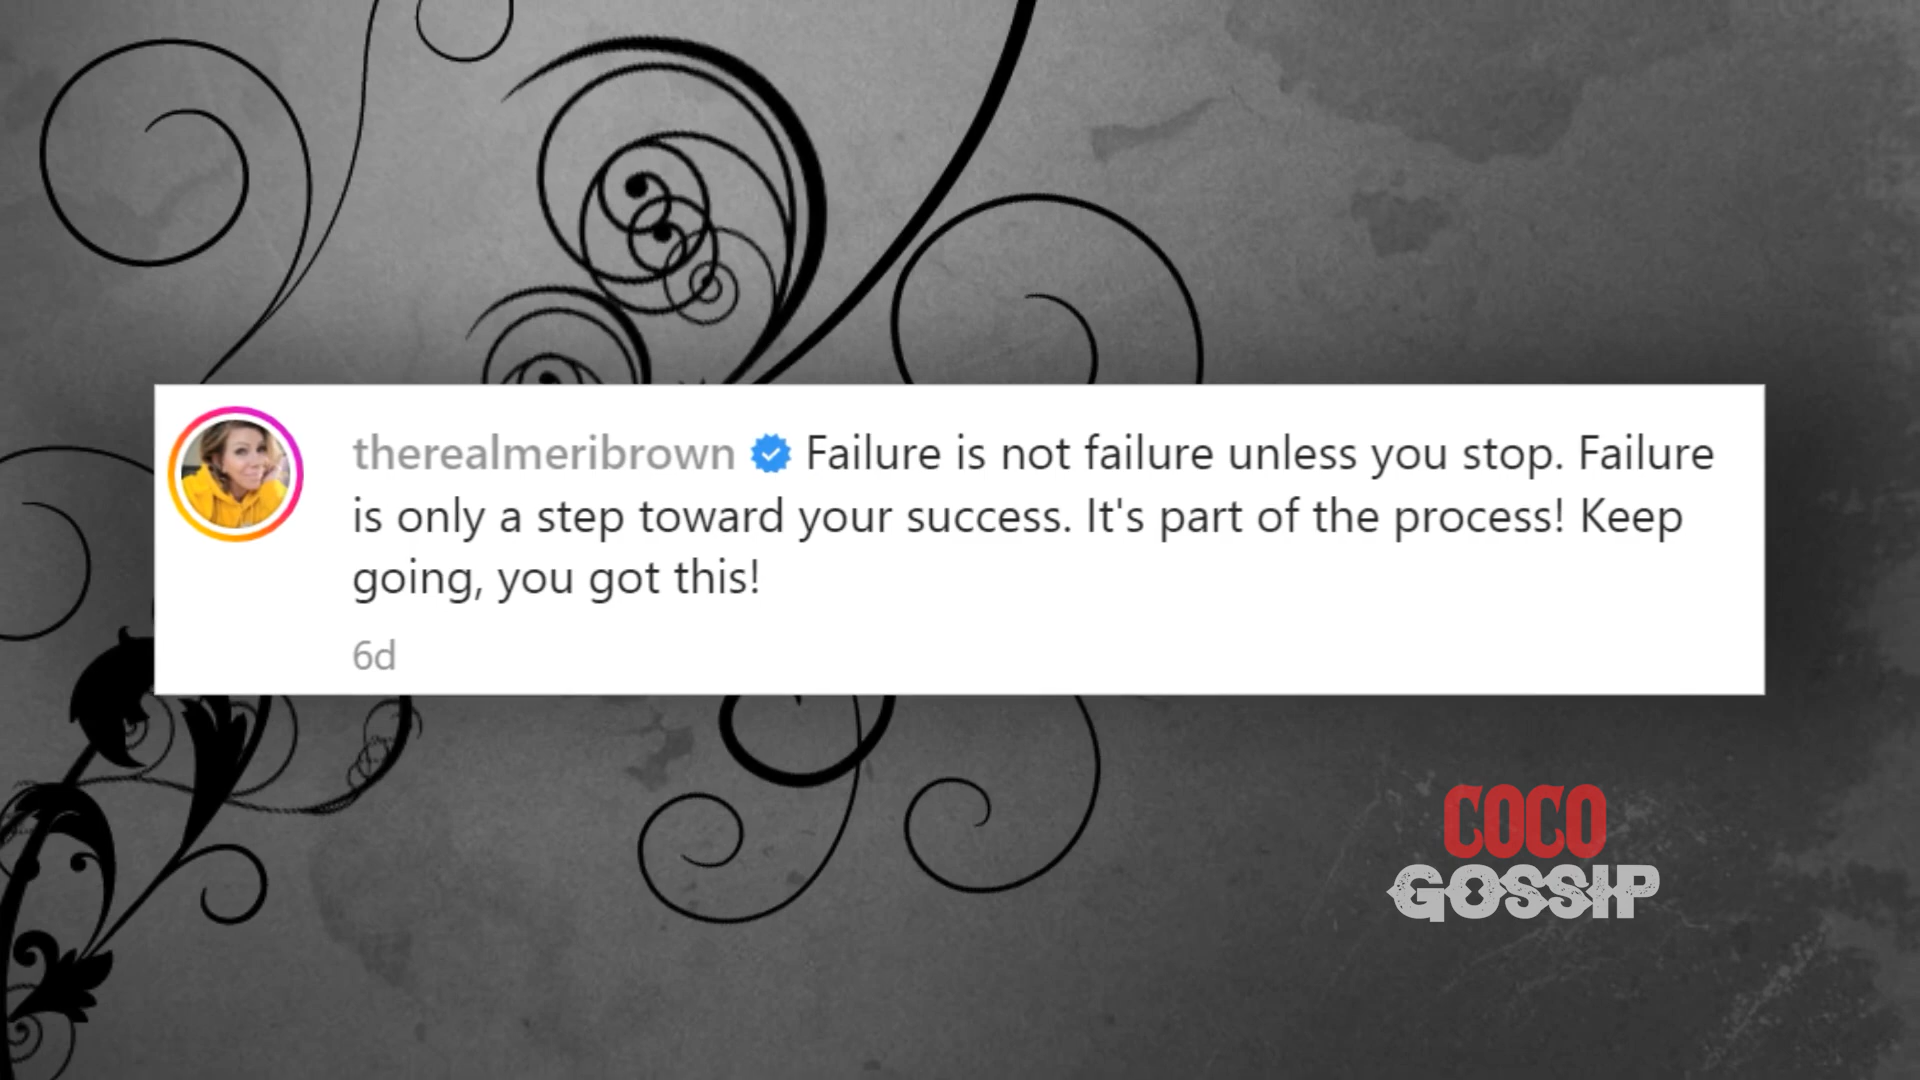 therealmeribrown Failure is not failure unless you stop. Failure
is only a step toward your success. It's part of the process! Keep
going, you got this!
6d
COCO
GOSSIP